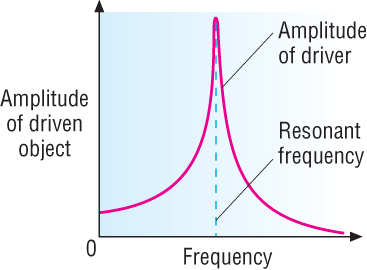 Amplitude
of driver
Amplitude
of driven
object
Resonant
frequency
0
Frequency